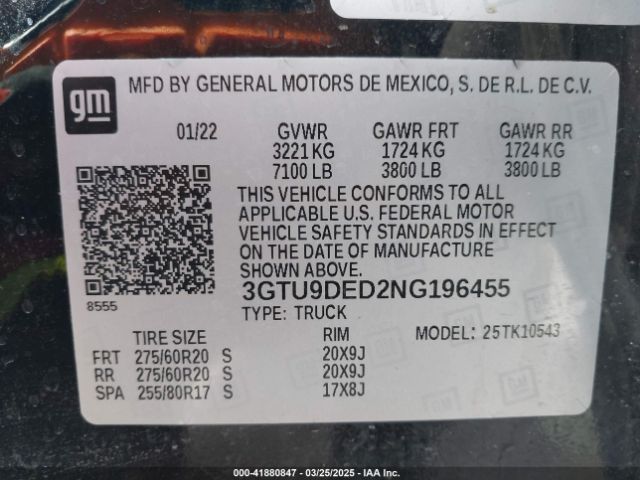 gm
MFD BY GENERAL MOTORS DE MEXICO, S. DE R.L. DE C.V.
01/22 GVWR GAWR FRT GAWR RR
3221 KG 1724 KG 1724 KG
7100 LB 3800 LB 3800 LB
THIS VEHICLE CONFORMS TO ALL
APPLICABLE U.S. FEDERAL MOTOR
VEHICLE SAFETY STANDARDS IN EFFECT
ON THE DATE OF MANUFACTURE
SHOWN ABOVE.
8555 3GTU9DED2NG196455
TYPE: TRUCK
TIRE SIZE RIM MODEL: 25TK10543
FRT 275/60R20 S 20X9J
RR 275/60R20 S 20X9J
SPA 255/80R17 S 17X8J
000-41880847 — 03/25/2025 — IAA Inc.